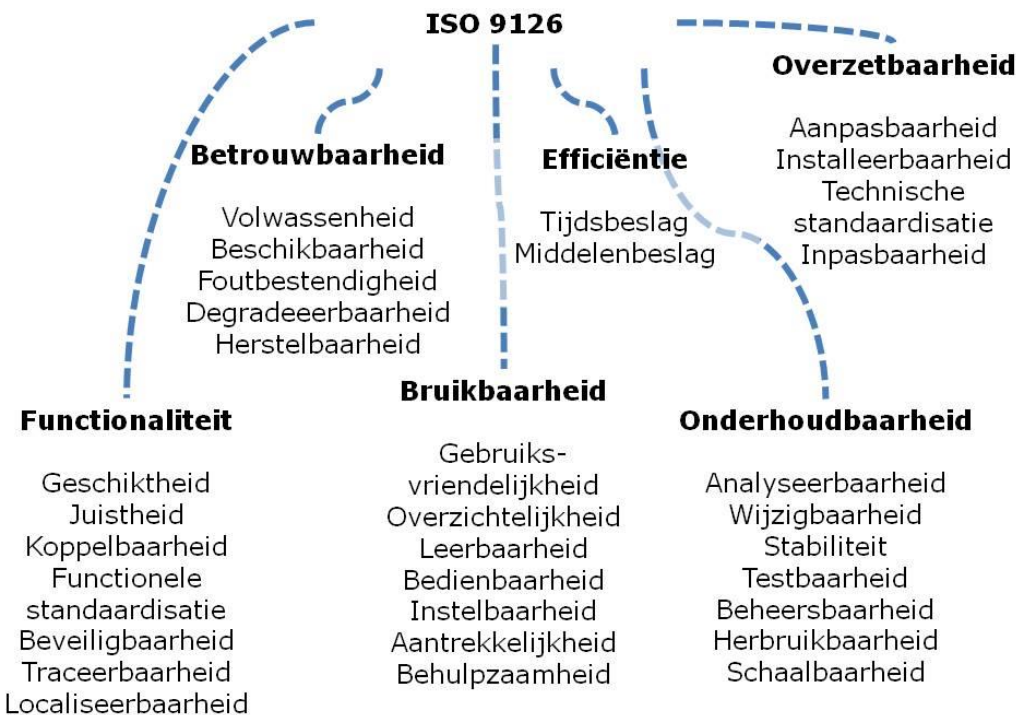 ISO 9126
Overzetbaarheid
Aanpasbaarheid
Installeerbaarheid
Technische
standaardisatie
Inpasbaarheid
Betrouwbaarheid
Volwassenheid
Beschikbaarheid
Foutbestendigheid
Degradeeerbaarheid
Herstelbaarheid
Efficiëntie
Tijdsbeslag
Middelenbeslag
Functionaliteit
Geschiktheid
Juistheid
Koppelbaarheid
Functionele
standaardisatie
Beveiligbaarheid
Traceerbaarheid
Localiseerbaarheid
Bruikbaarheid
Gebruiks-
vriendelijkheid
Overzichtelijkheid
Leerbaarheid
Bedienbaarheid
Instelbaarheid
Aantrekkelijkheid
Behulpzaamheid
Onderhoudbaarheid
Analyseerbaarheid
Wijzigbaarheid
Stabiliteit
Testbaarheid
Beheersbaarheid
Herbruikbaarheid
Schaalbaarheid